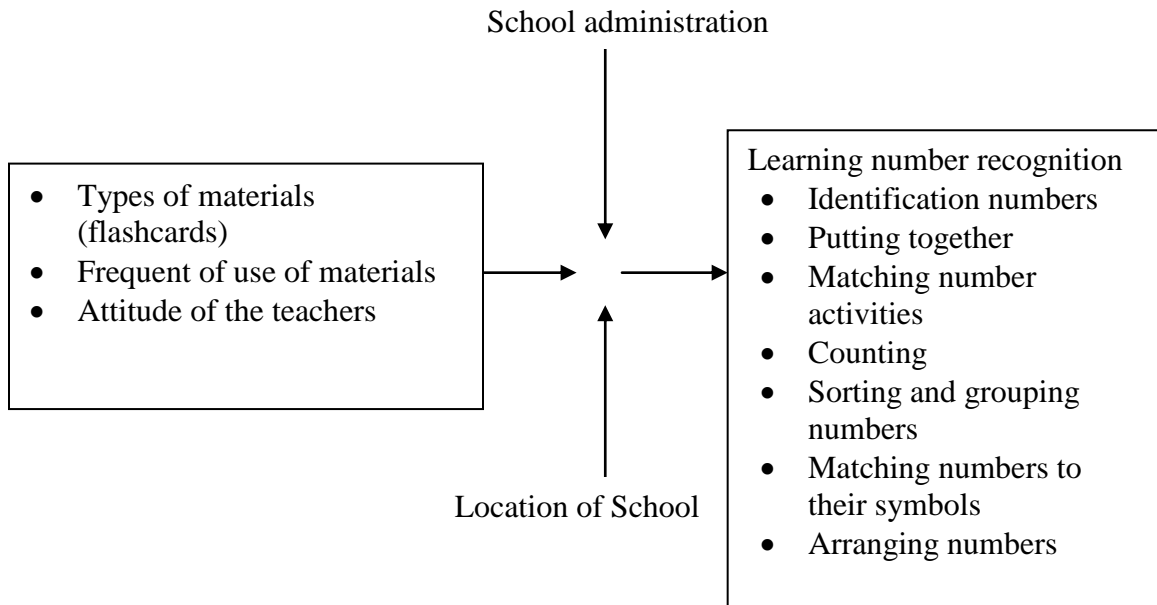 School administration
• Types of materials
(flashcards)
• Frequent of use of materials
• Attitude of the teachers
Location of School
Learning number recognition
• Identification numbers
• Putting together
• Matching number
activities
• Counting
• Sorting and grouping
numbers
• Matching numbers to
their symbols
• Arranging numbers